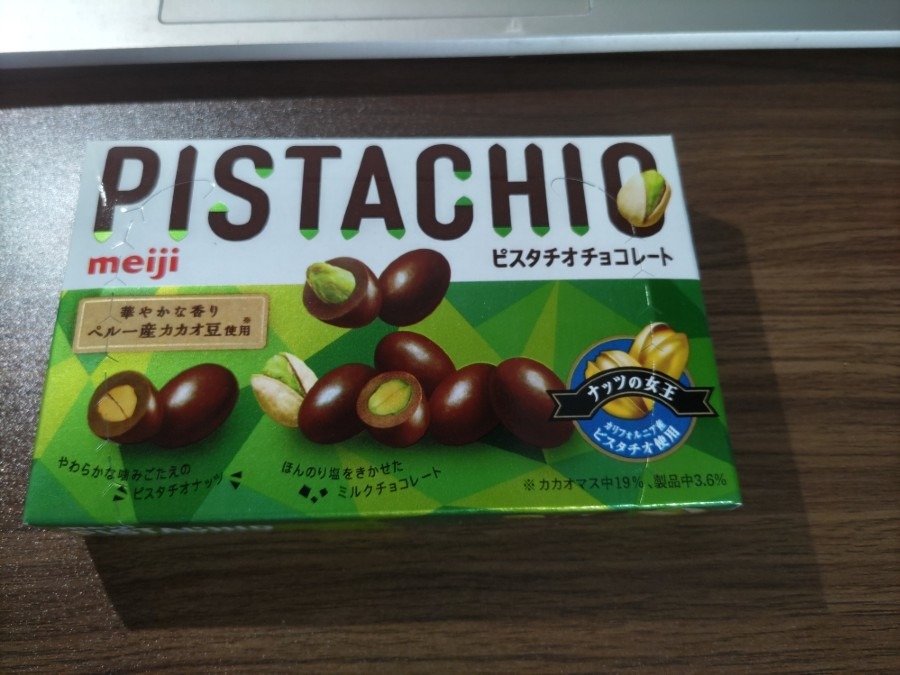 PISTACHIO
meiji
ピスタチオチョコレート
華やかな香り
ペルー産カカオ豆使用※
ナッツの女王
カリフォルニア産
ピスタチオ使用
やわらかな噛みごたえの
ピスタチオナッツ
ほんのり塩をきかせた
ミルクチョコレート
※カカオマス中19%、製品中3.6%